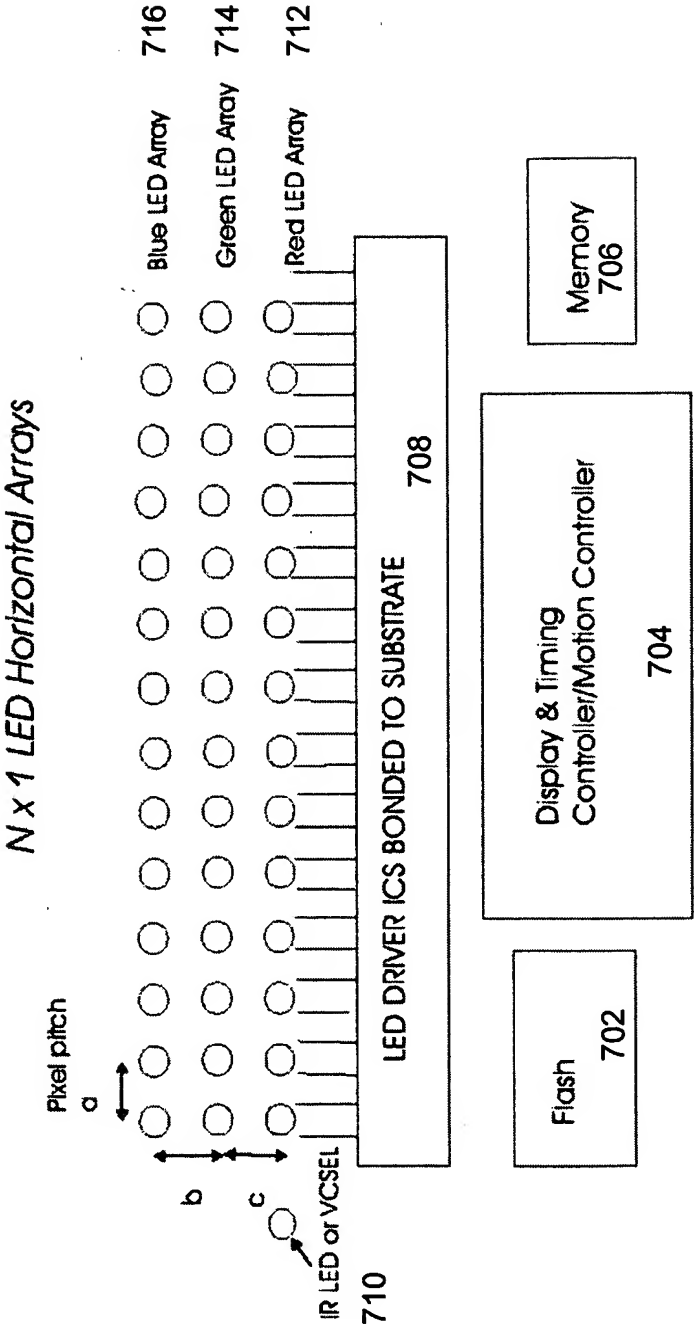 N x 1 LED Horizontal Arrays
Pixel pitch
a
b
c
Blue LED Array 716
Green LED Array 714
Red LED Array 712
IR LED or VCSEL
710
LED DRIVER ICS BONDED TO SUBSTRATE
708
Flash
702
Display & Timing
Controller/Motion Controller
704
Memory
706